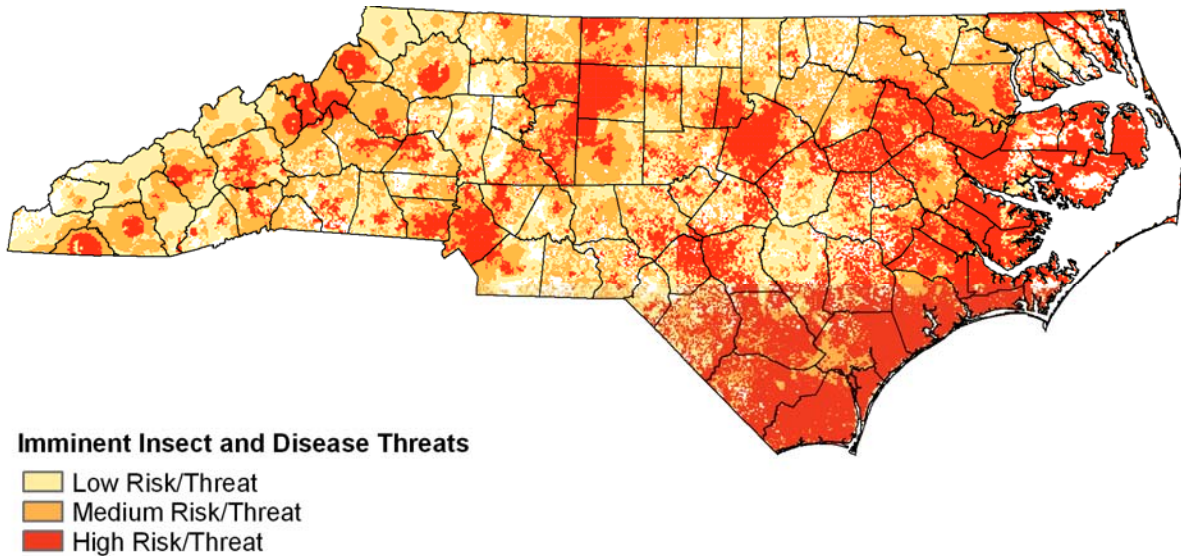 Imminent Insect and Disease Threats
Low Risk/Threat
Medium Risk/Threat
High Risk/Threat